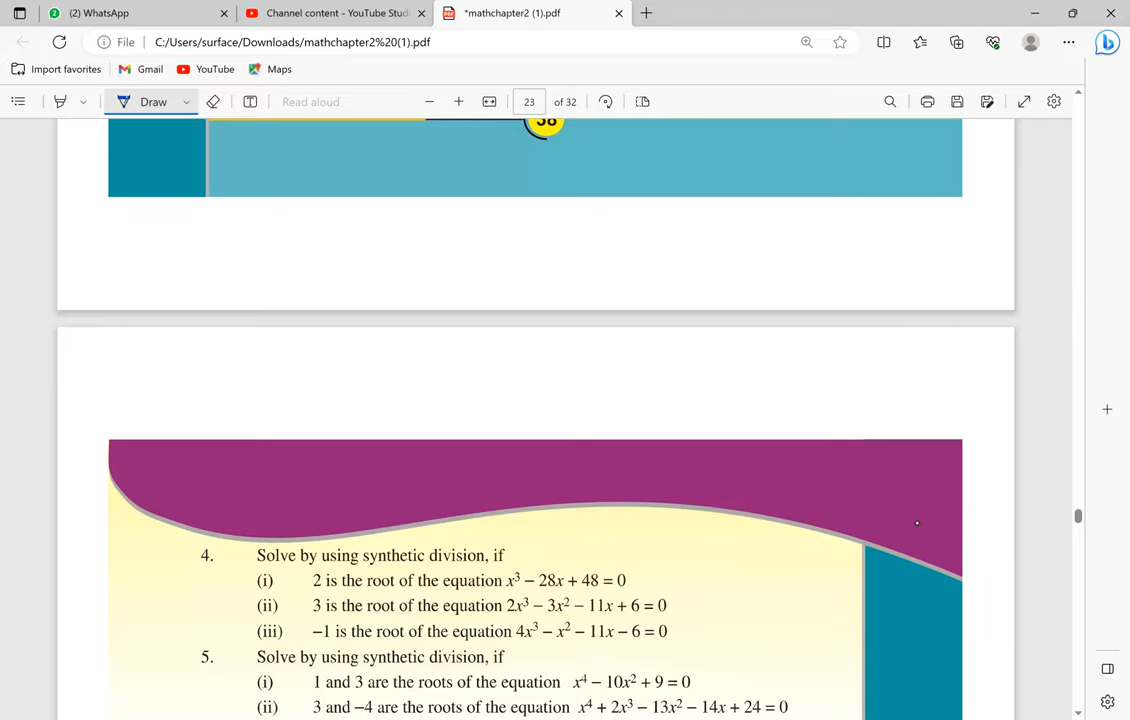 (2) WhatsApp
Channel content - YouTube Stud
*mathchapter2 (1).pdf
File
C:/Users/surface/Downloads/mathchapter2%20(1).pdf
Import favorites
Gmail
YouTube
Maps
Draw
Read aloud
23 of 32
38
4. Solve by using synthetic division, if
(i) 2 is the root of the equation x³ – 28x + 48 = 0
(ii) 3 is the root of the equation 2x³ – 3x² – 11x + 6 = 0
(iii) –1 is the root of the equation 4x³ – x² – 11x – 6 = 0
5. Solve by using synthetic division, if
(i) 1 and 3 are the roots of the equation x⁴ – 10x² + 9 = 0
(ii) 3 and –4 are the roots of the equation x⁴ + 2x³ – 13x² – 14x + 24 = 0